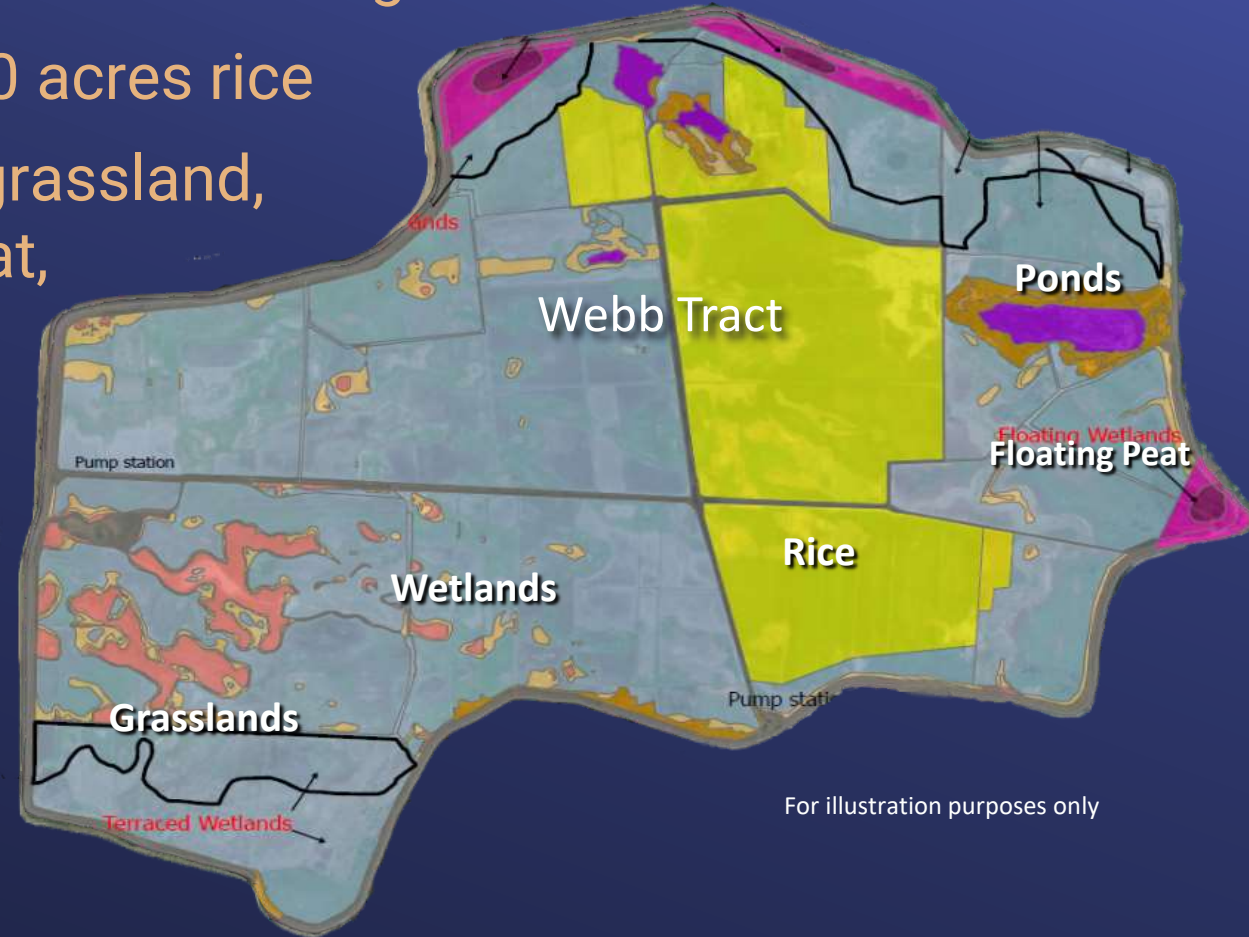 0 acres rice
grassland,
at,
ands
Ponds
Webb Tract
Floating Wetlands
Floating Peat
Pump station
Rice
Wetlands
Pump stati
Grasslands
For illustration purposes only
Terraced Wetlands